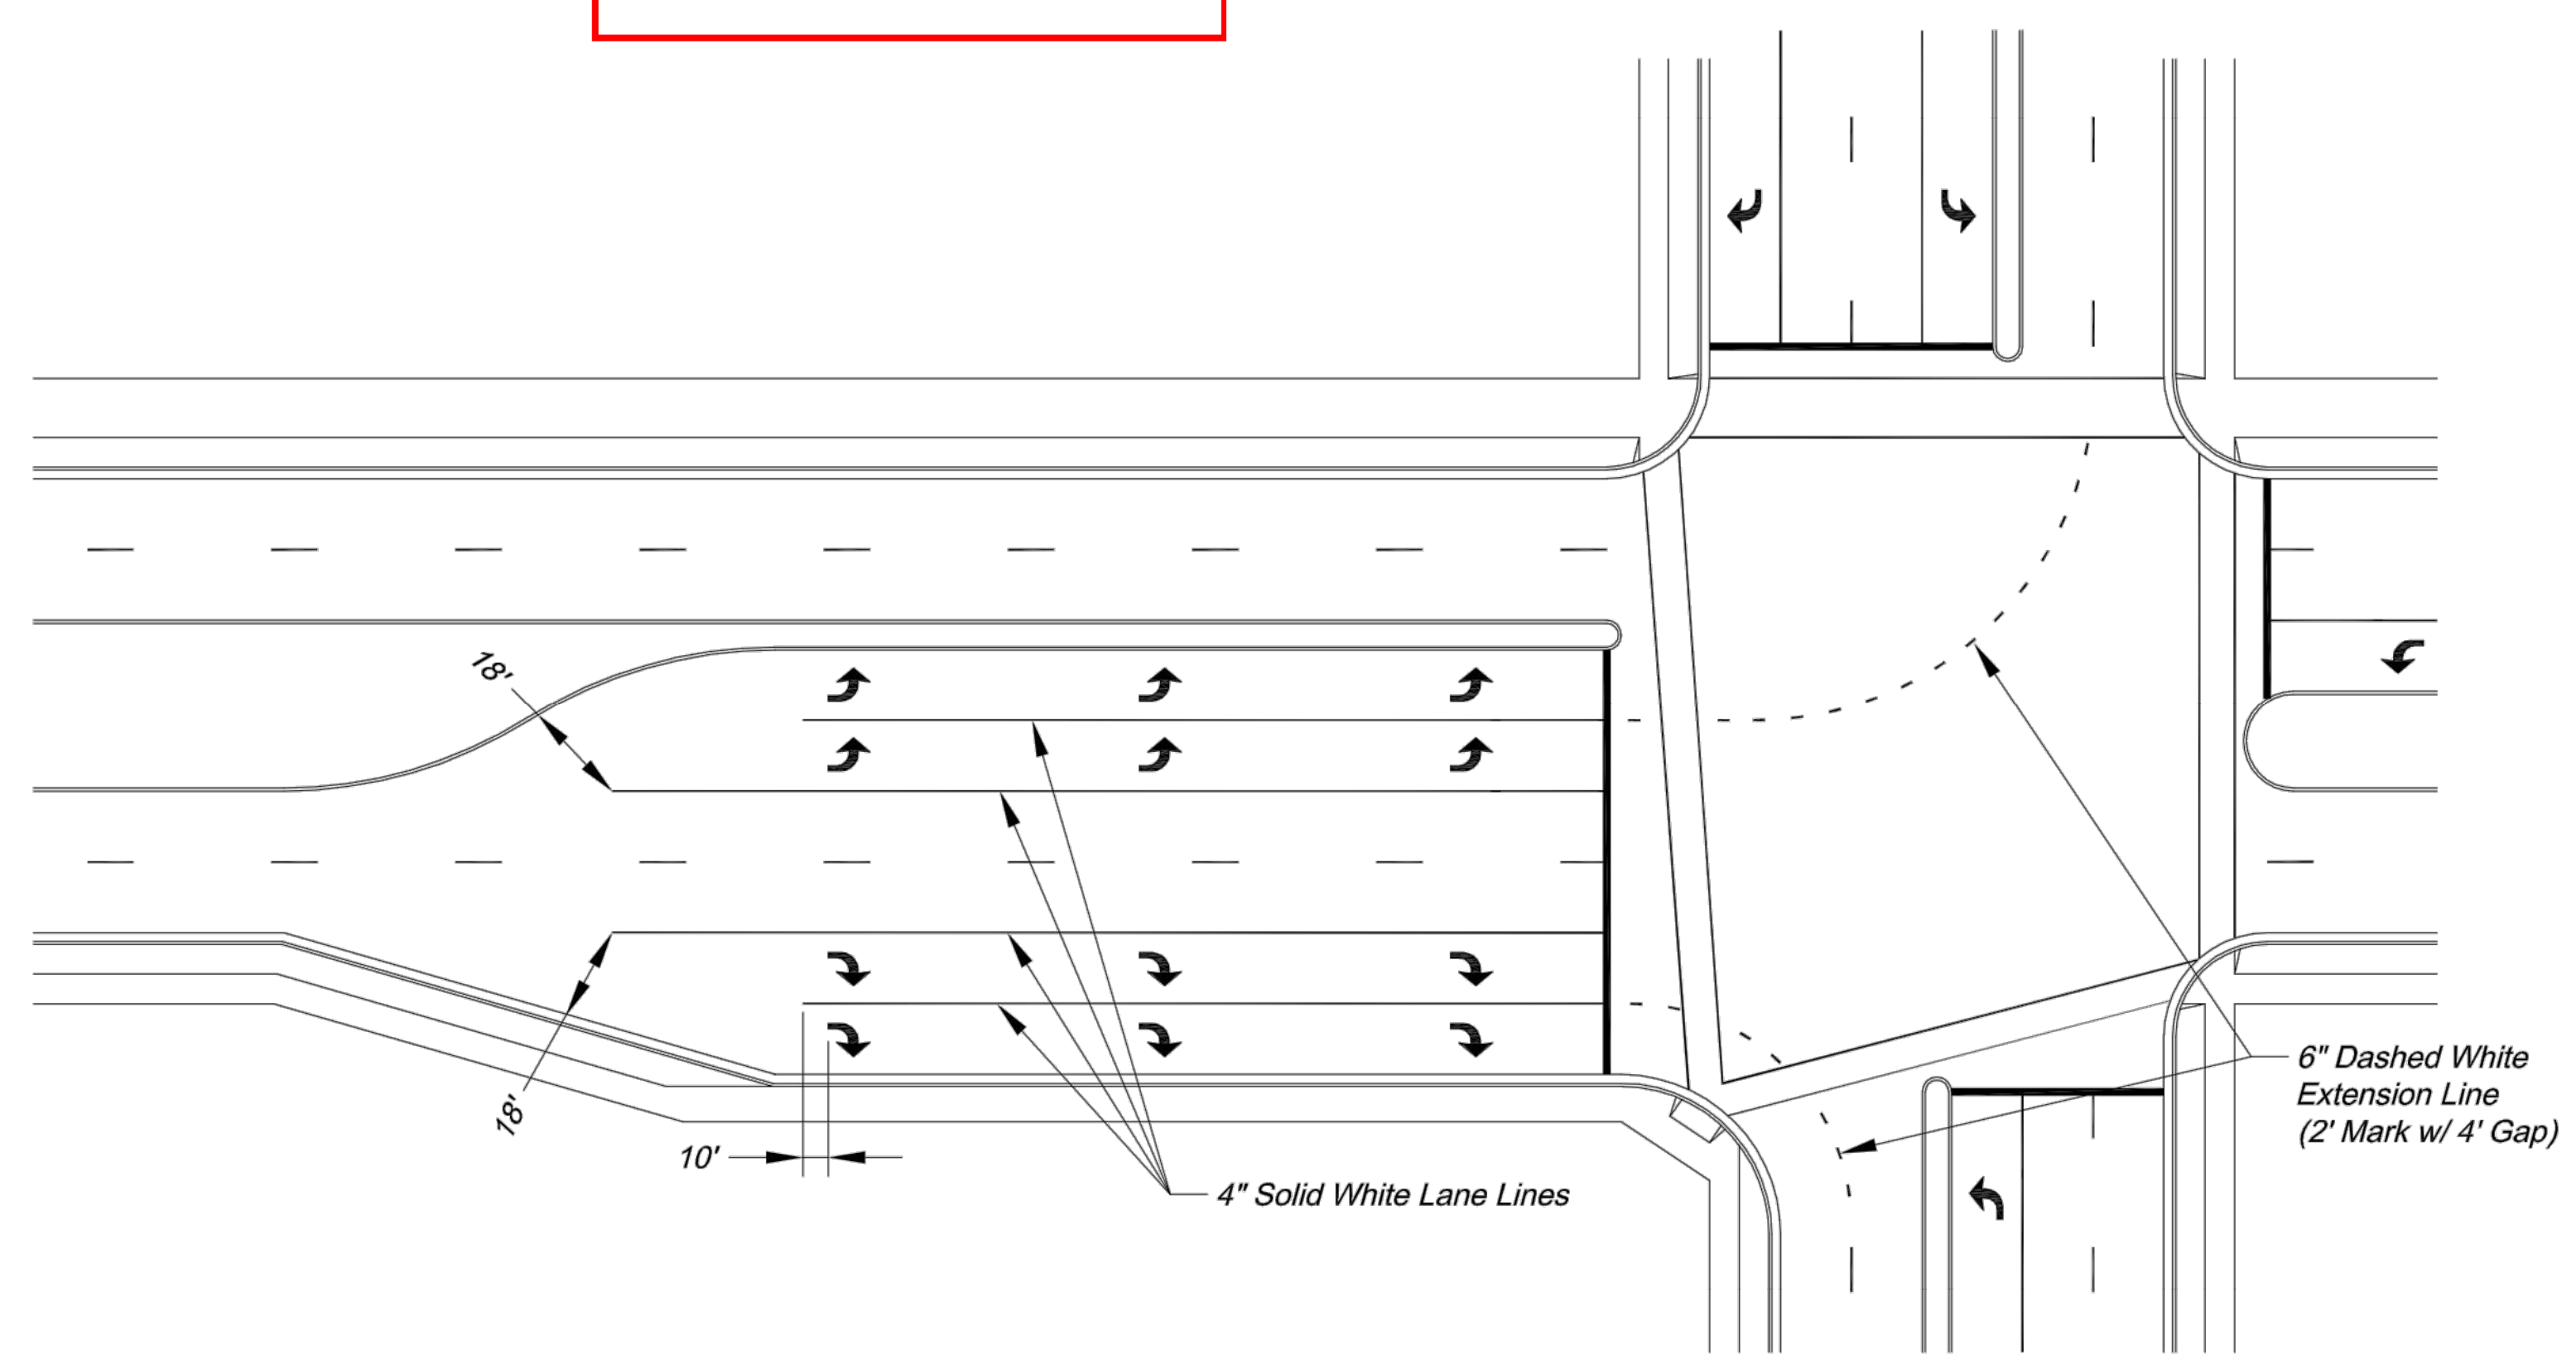 18'
18'
10'
4" Solid White Lane Lines
6" Dashed White
Extension Line
(2' Mark w/ 4' Gap)